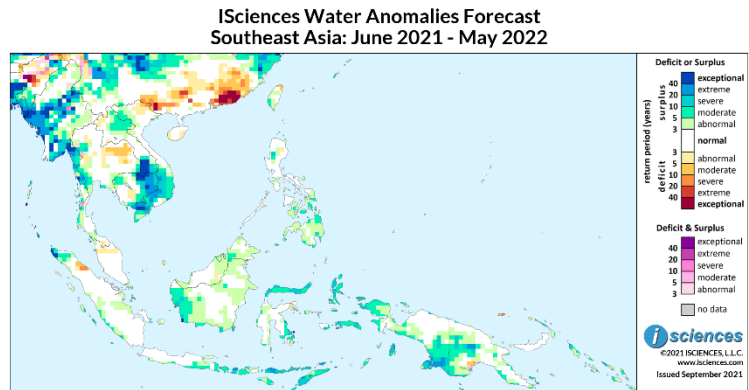 ISciences Water Anomalies Forecast
Southeast Asia: June 2021 - May 2022
Deficit or Surplus
return period (years)
surplus
deficit
40
20
10
5
3
exceptional
extreme
severe
moderate
abnormal
normal
3
5
10
20
40
abnormal
moderate
severe
extreme
exceptional
Deficit & Surplus
40
20
10
5
3
exceptional
extreme
severe
moderate
abnormal
no data
isciences
©2021 ISCIENCES, L.L.C.
www.isciences.com
Issued September 2021